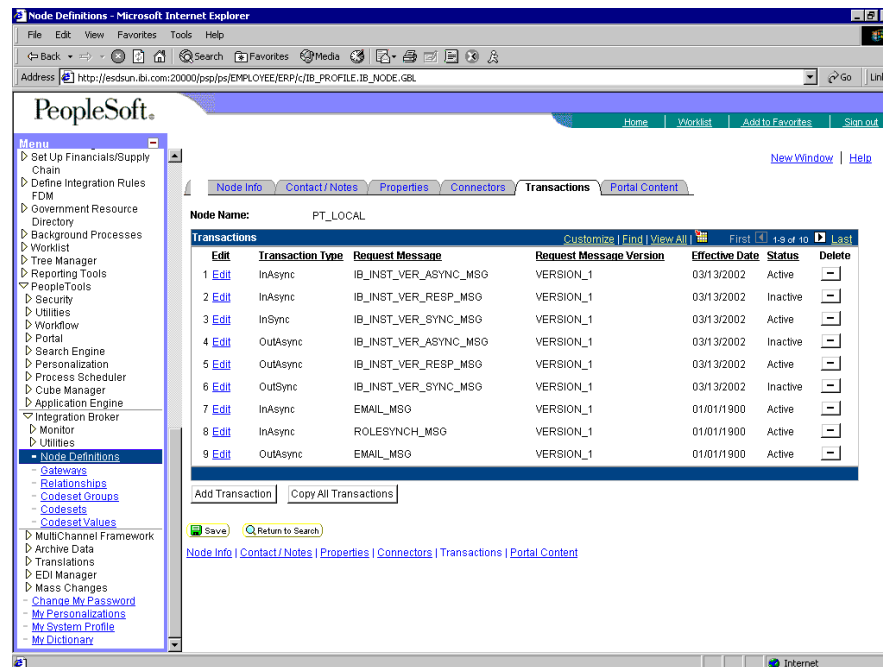 Node Definitions - Microsoft Internet Explorer
File Edit View Favorites Tools Help
Back Search Favorites Media
Address http://esdsun.ibi.com:20000/psp/ps/EMPLOYEE/ERP/c/IB_PROFILE.IB_NODE.GBL Go Lin
PeopleSoft.
Home Worklist Add to Favorites Sign out
Menu
Set Up Financials/Supply
Chain
Define Integration Rules
FDM
Government Resource
Directory
Background Processes
Worklist
Tree Manager
Reporting Tools
PeopleTools
Security
Utilities
Workflow
Portal
Search Engine
Personalization
Process Scheduler
Cube Manager
Application Engine
Integration Broker
Monitor
Utilities
- Node Definitions
- Gateways
- Relationships
- Codeset Groups
- Codesets
- Codeset Values
MultiChannel Framework
Archive Data
Translations
EDI Manager
Mass Changes
- Change My Password
- My Personalizations
- My System Profile
- My Dictionary
New Window | Help
Node Info Contact / Notes Properties Connectors Transactions Portal Content
Node Name: PT_LOCAL
Transactions Customize | Find | View All | First 1-9 of 10 Last
Edit Transaction Type Request Message Request Message Version Effective Date Status Delete
1 Edit InAsync IB_INST_VER_ASYNC_MSG VERSION_1 03/13/2002 Active
2 Edit InAsync IB_INST_VER_RESP_MSG VERSION_1 03/13/2002 Inactive
3 Edit InSync IB_INST_VER_SYNC_MSG VERSION_1 03/13/2002 Active
4 Edit OutAsync IB_INST_VER_ASYNC_MSG VERSION_1 03/13/2002 Inactive
5 Edit OutAsync IB_INST_VER_RESP_MSG VERSION_1 03/13/2002 Active
6 Edit OutSync IB_INST_VER_SYNC_MSG VERSION_1 03/13/2002 Inactive
7 Edit InAsync EMAIL_MSG VERSION_1 01/01/1900 Active
8 Edit InAsync ROLESYNCH_MSG VERSION_1 01/01/1900 Active
9 Edit OutAsync EMAIL_MSG VERSION_1 01/01/1900 Active
Add Transaction Copy All Transactions
Save Return to Search
Node Info | Contact / Notes | Properties | Connectors | Transactions | Portal Content
Internet